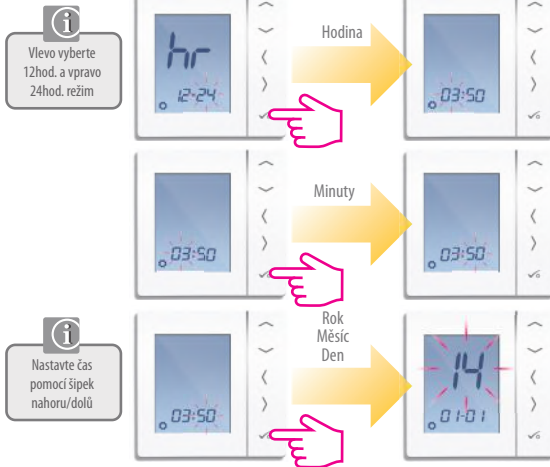 Vlevo vyberte
12hod. a vpravo
24hod. režim
hr
12-24
Hodina
03:50
03:50
Minuty
03:50
Nastavte čas
pomocí šipek
nahoru/dolů
03:50
Rok
Měsíc
Den
14
01-01